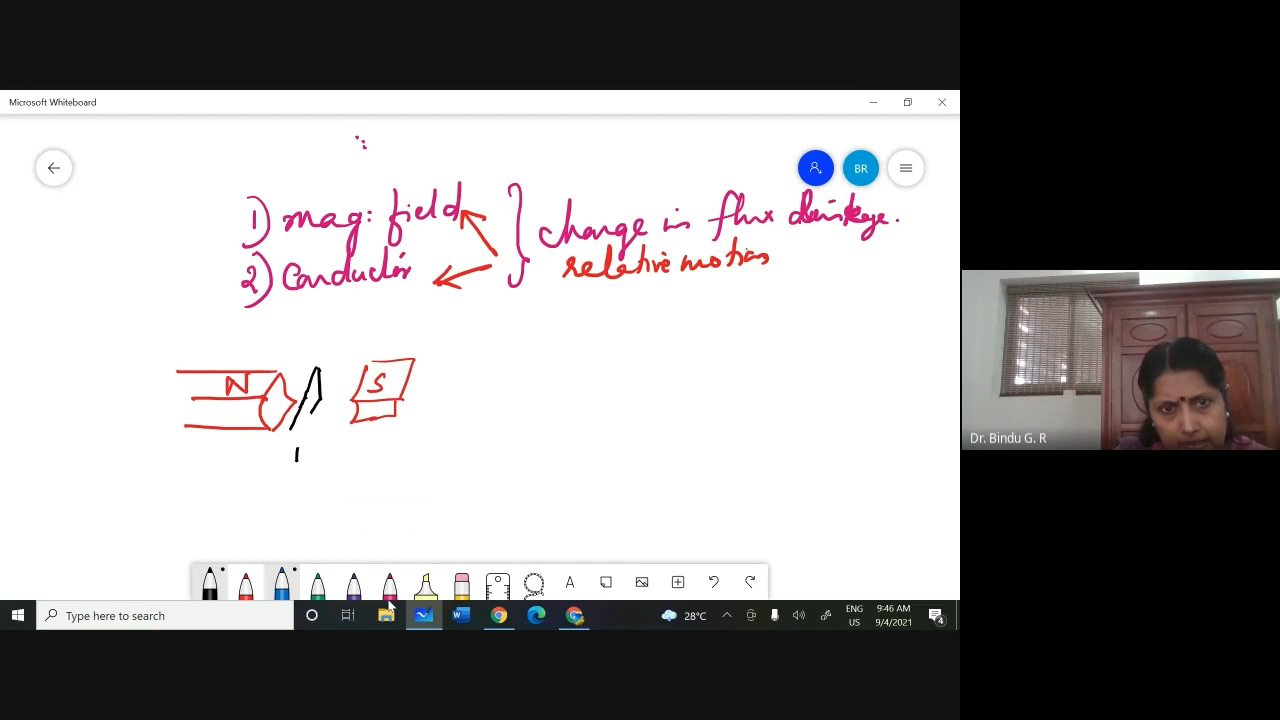 Microsoft Whiteboard
BR
1) mag: field
2) Conductor
change in flux linkage.
relative motion
N
S
Dr. Bindu G. R
A
Type here to search
28°C
ENG
US
9:46 AM
9/4/2021
4